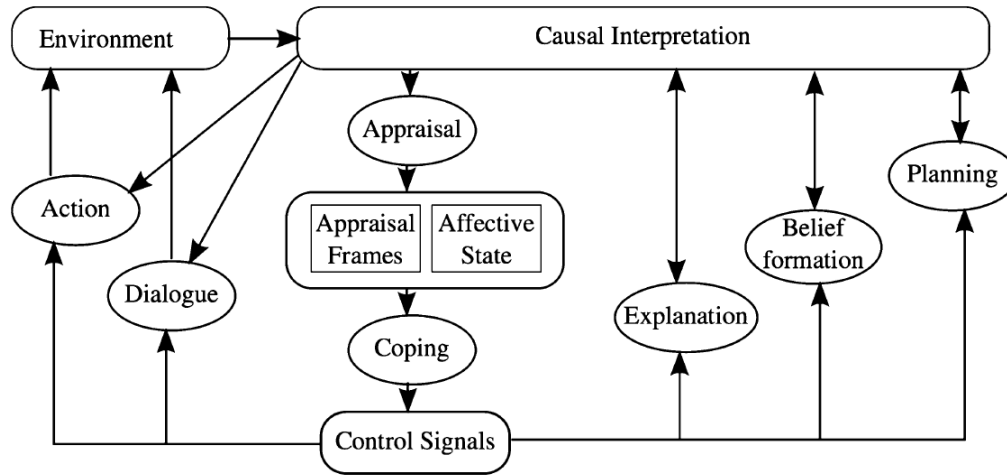 Environment
Causal Interpretation
Appraisal
Planning
Action
Appraisal
Frames
Affective
State
Belief
formation
Dialogue
Explanation
Coping
Control Signals